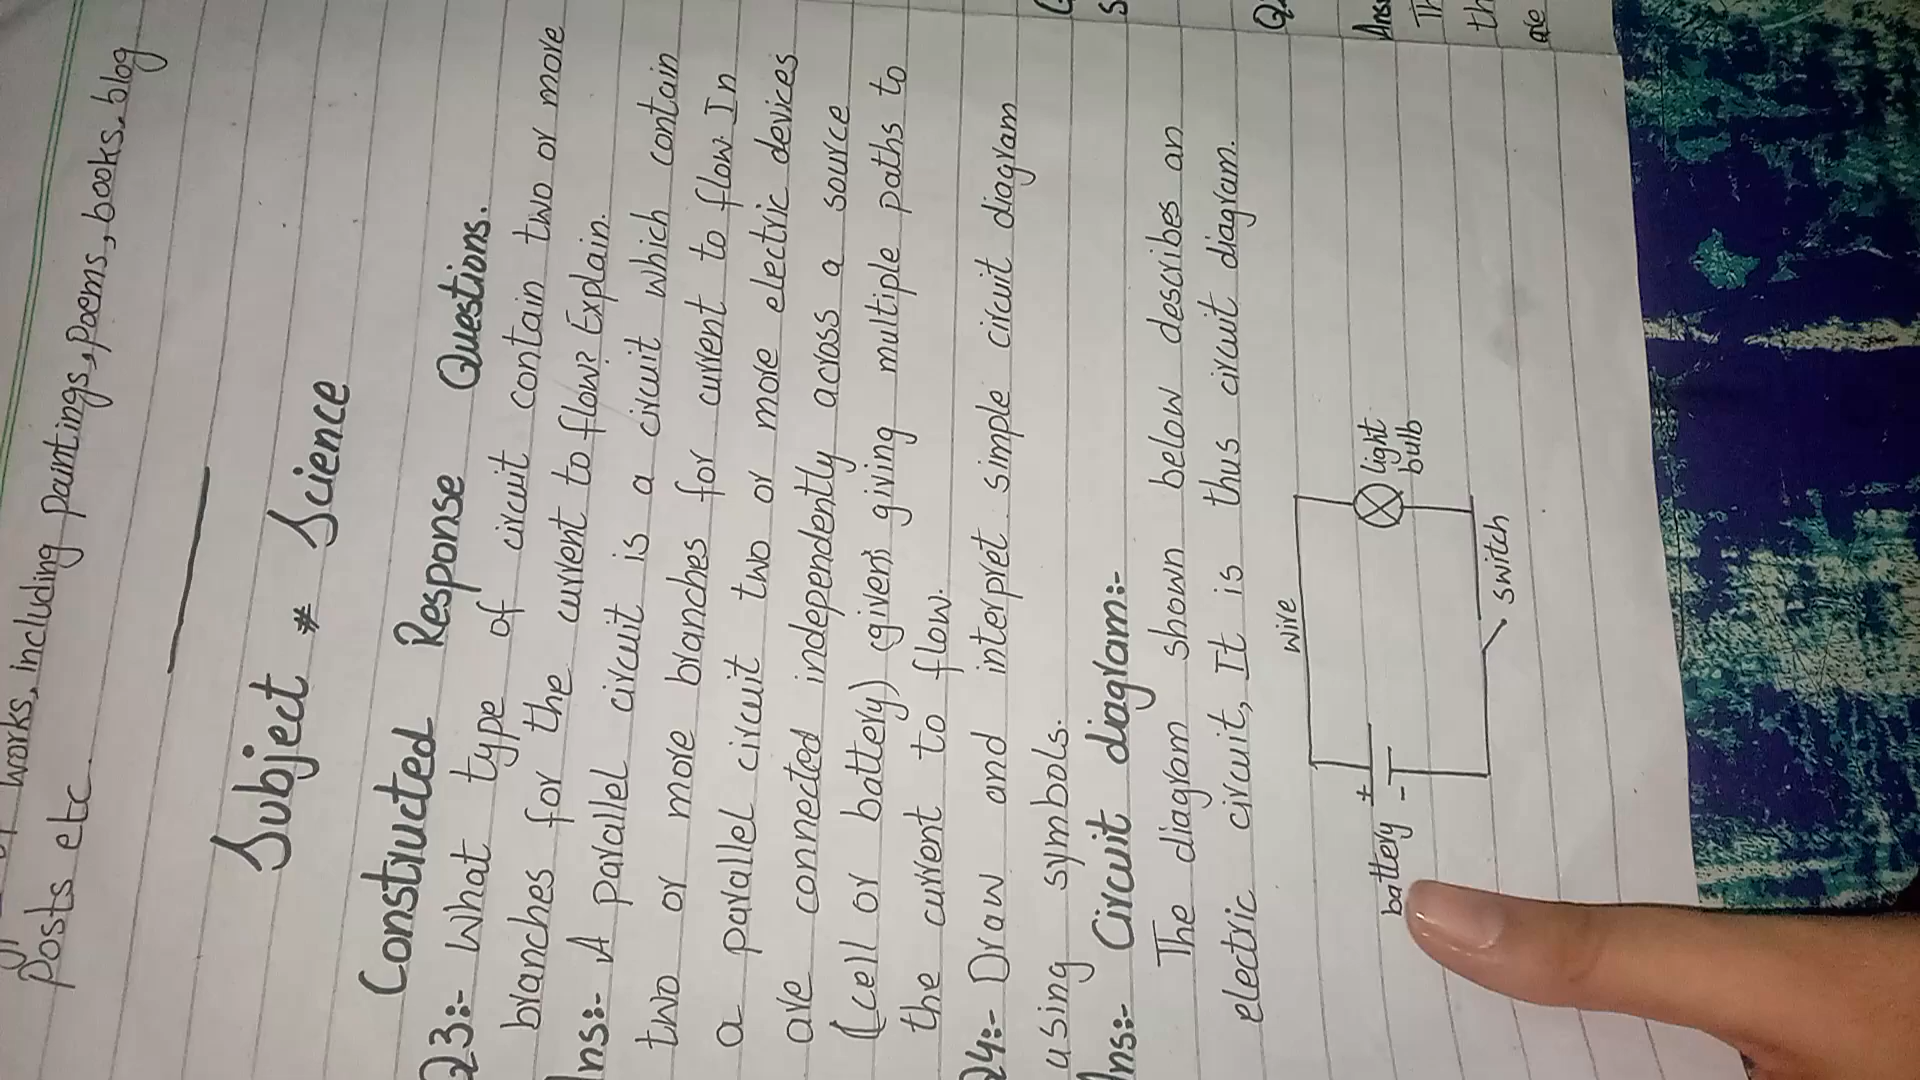 works, including paintings, poems, books, blog
Posts etc
Subject * Science
Constructed Response Questions.
Q3:- What type of circuit contain two or more
branches for the current to flow? Explain.
Ans:- A parallel circuit is a circuit which contain
two or more branches for current to flow. In
a parallel circuit two or more electric devices
are connected independently across a source
(cell or battery) (given giving multiple paths to
the current to flow.
Q4:- Draw and interpret simple circuit diagram
using symbols.
Ans:- Circuit diagram:-
The diagram shown below describes an
electric circuit, It is thus circuit diagram.
wire
battery + -
light
bulb
switch
Ans
Th
th
are